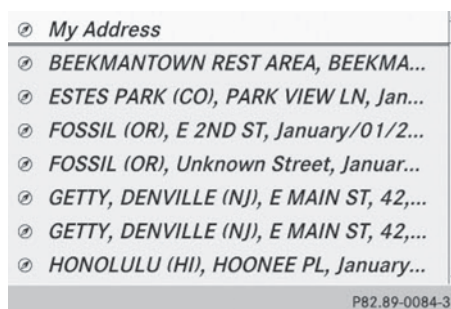 My Address
BEEKMANTOWN REST AREA, BEEKMA...
ESTES PARK (CO), PARK VIEW LN, Jan...
FOSSIL (OR), E 2ND ST, January/01/2...
FOSSIL (OR), Unknown Street, Januar...
GETTY, DENVILLE (NJ), E MAIN ST, 42,...
GETTY, DENVILLE (NJ), E MAIN ST, 42,...
HONOLULU (HI), HOONEE PL, January...
P82.89-0084-3